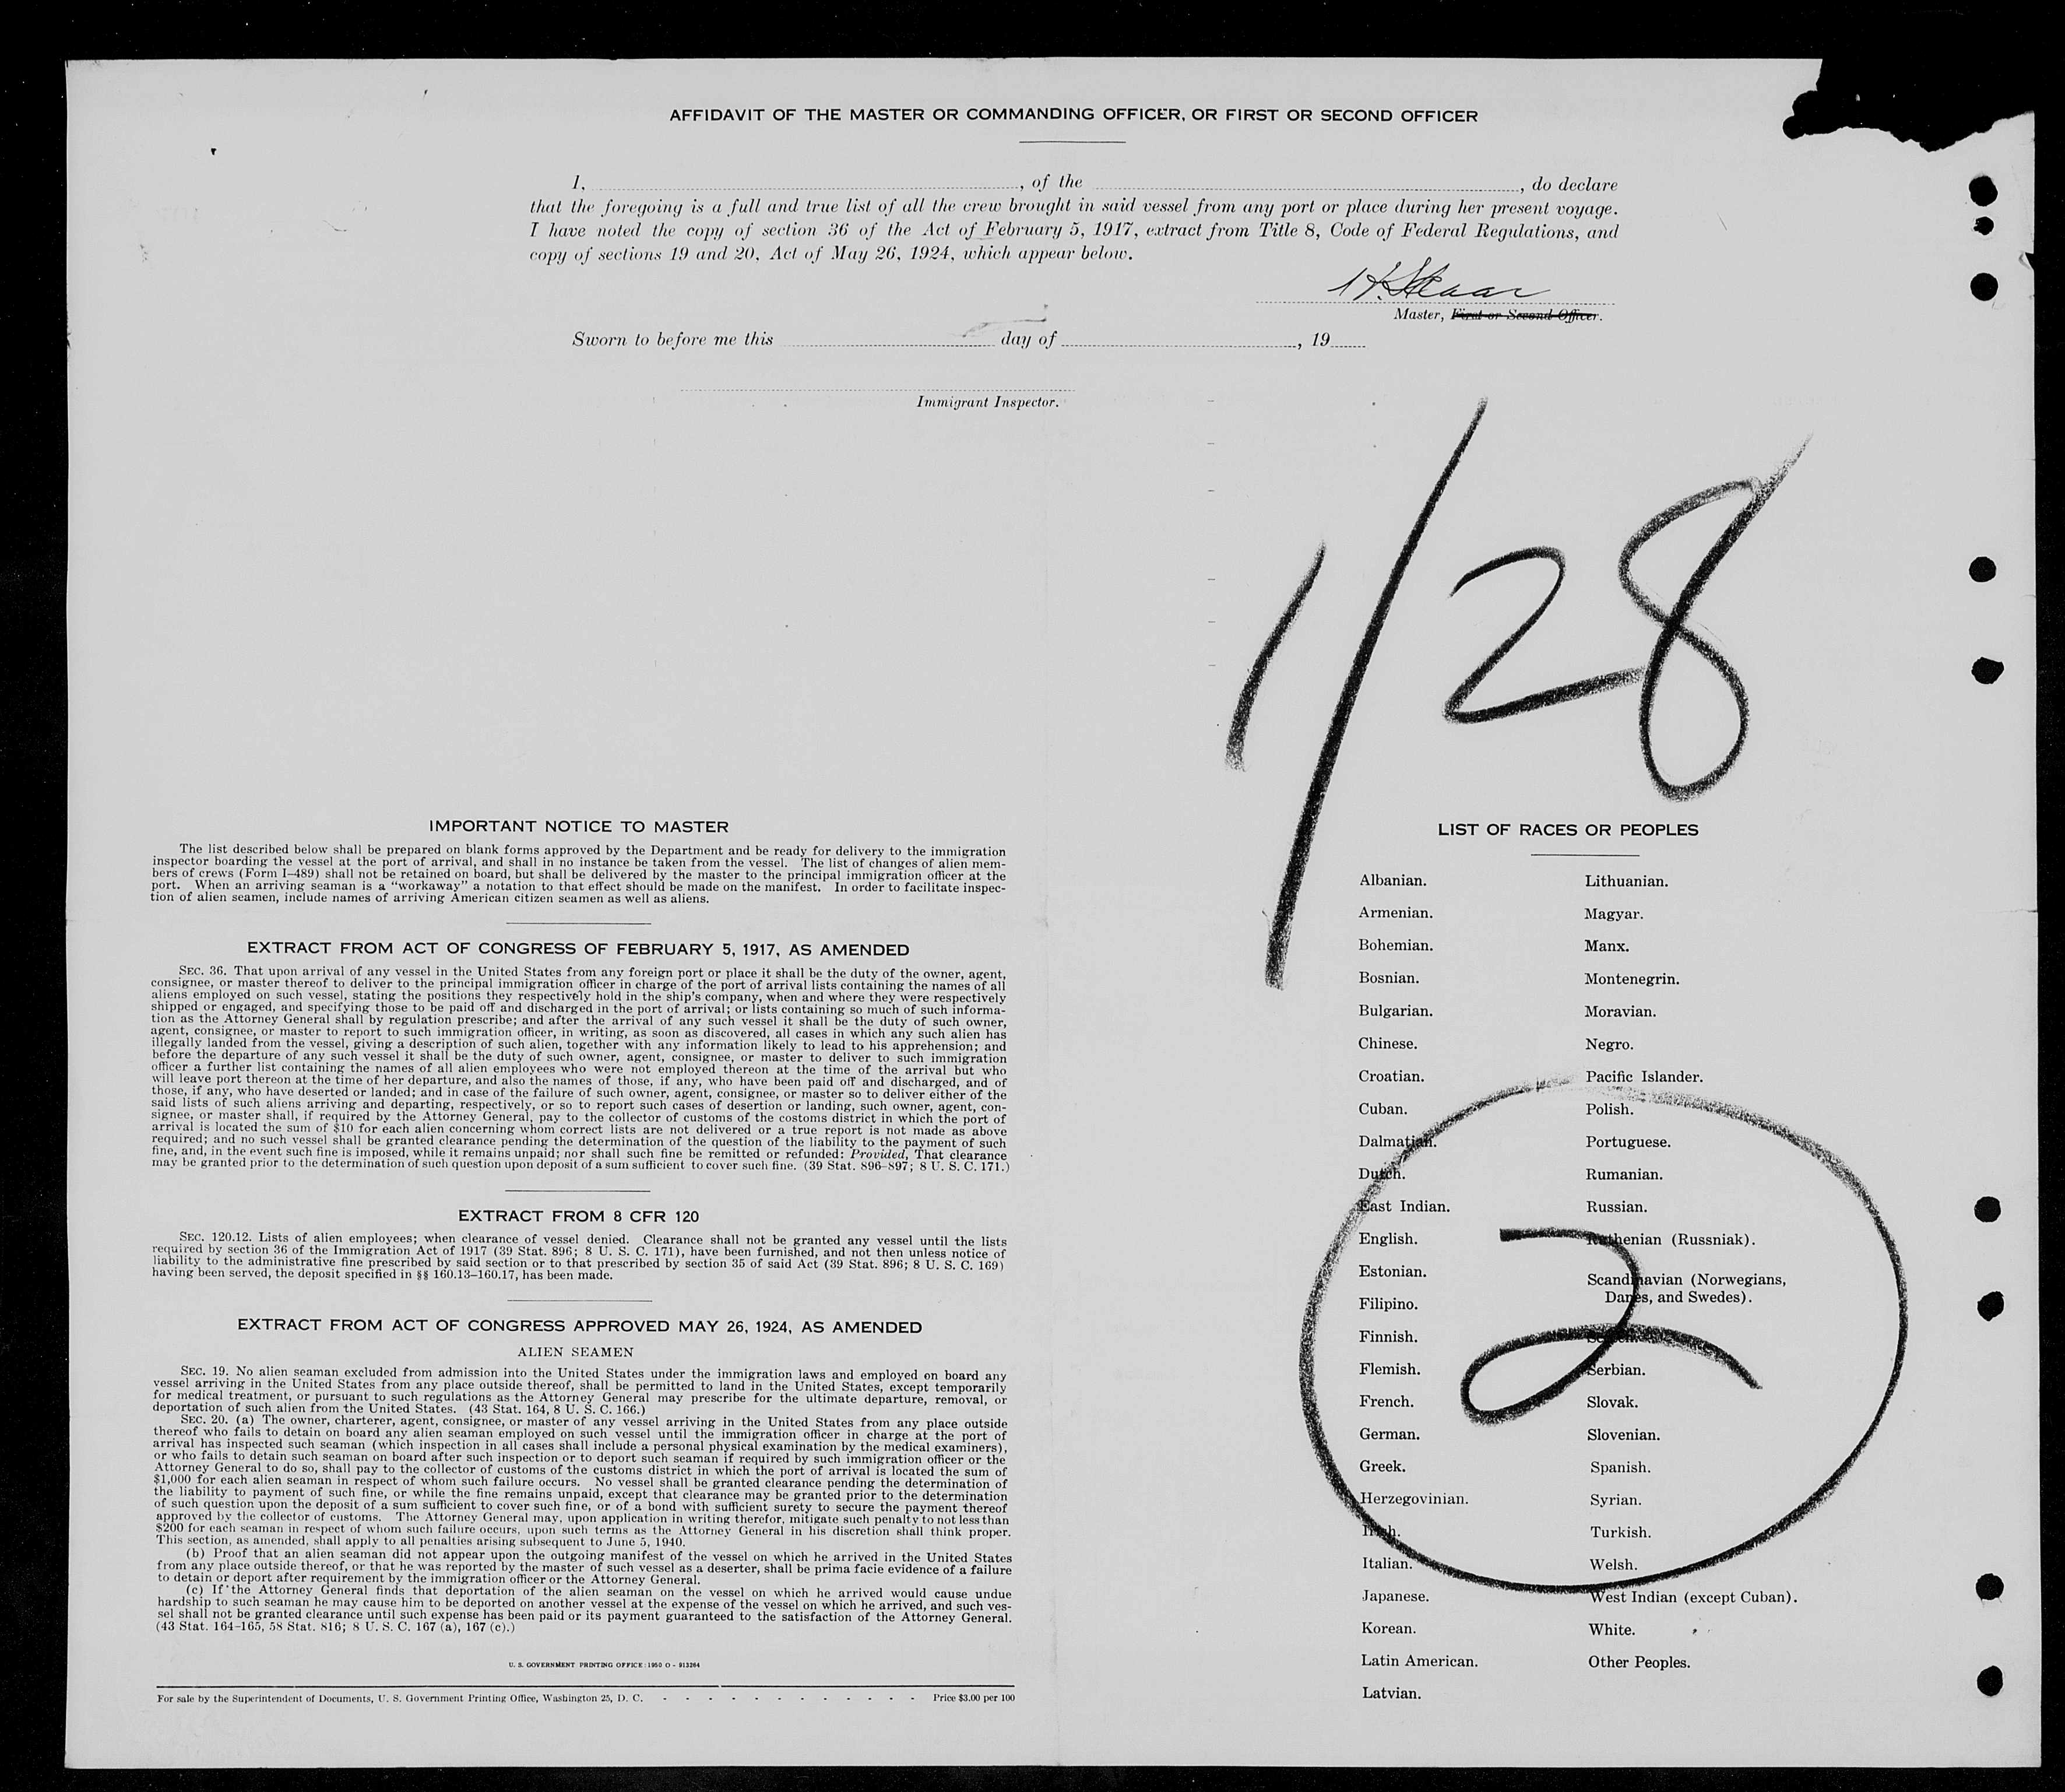 AFFIDAVIT OF THE MASTER OR COMMANDING OFFICER, OR FIRST OR SECOND OFFICER
I, , of the , do declare
that the foregoing is a full and true list of all the crew brought in said vessel from any port or place during her present voyage.
I have noted the copy of section 36 of the Act of February 5, 1917, extract from Title 8, Code of Federal Regulations, and
copy of sections 19 and 20, Act of May 26, 1924, which appear below.
Master, First or Second Officer.
Sworn to before me this day of , 19
Immigrant Inspector.
1/28
IMPORTANT NOTICE TO MASTER
The list described below shall be prepared on blank forms approved by the Department and be ready for delivery to the immigration
inspector boarding the vessel at the port of arrival, and shall in no instance be taken from the vessel. The list of changes of alien mem-
bers of crews (Form I–489) shall not be retained on board, but shall be delivered by the master to the principal immigration officer at the
port. When an arriving seaman is a “workaway” a notation to that effect should be made on the manifest. In order to facilitate inspec-
tion of alien seamen, include names of arriving American citizen seamen as well as aliens.
EXTRACT FROM ACT OF CONGRESS OF FEBRUARY 5, 1917, AS AMENDED
SEC. 36. That upon arrival of any vessel in the United States from any foreign port or place it shall be the duty of the owner, agent,
consignee, or master thereof to deliver to the principal immigration officer in charge of the port of arrival lists containing the names of all
aliens employed on such vessel, stating the positions they respectively hold in the ship's company, when and where they were respectively
shipped or engaged, and specifying those to be paid off and discharged in the port of arrival; or lists containing so much of such informa-
tion as the Attorney General shall by regulation prescribe; and after the arrival of any such vessel it shall be the duty of such owner,
agent, consignee, or master to report to such immigration officer, in writing, as soon as discovered, all cases in which any such alien has
illegally landed from the vessel, giving a description of such alien, together with any information likely to lead to his apprehension; and
before the departure of any such vessel it shall be the duty of such owner, agent, consignee, or master to deliver to such immigration
officer a further list containing the names of all alien employees who were not employed thereon at the time of the arrival but who
will leave port thereon at the time of her departure, and also the names of those, if any, who have been paid off and discharged, and of
those, if any, who have deserted or landed; and in case of the failure of such owner, agent, consignee, or master so to deliver either of the
said lists of such aliens arriving and departing, respectively, or so to report such cases of desertion or landing, such owner, agent, con-
signee, or master shall, if required by the Attorney General, pay to the collector of customs of the costoms district in which the port of
arrival is located the sum of $10 for each alien concerning whom correct lists are not delivered or a true report is not made as above
required; and no such vessel shall be granted clearance pending the determination of the question of the liability to the payment of such
fine, and, in the event such fine is imposed, while it remains unpaid; nor shall such fine be remitted or refunded: Provided, That clearance
may be granted prior to the determination of such question upon deposit of a sum sufficient to cover such fine. (39 Stat. 896–897; 8 U. S. C. 171.)
EXTRACT FROM 8 CFR 120
SEC. 120.12. Lists of alien employees; when clearance of vessel denied. Clearance shall not be granted any vessel until the lists
required by section 36 of the Immigration Act of 1917 (39 Stat. 896; 8 U. S. C. 171), have been furnished, and not then unless notice of
liability to the administrative fine prescribed by said section or to that prescribed by section 35 of said Act (39 Stat. 896; 8 U. S. C. 169)
having been served, the deposit specified in §§ 160.13–160.17, has been made.
EXTRACT FROM ACT OF CONGRESS APPROVED MAY 26, 1924, AS AMENDED
ALIEN SEAMEN
SEC. 19. No alien seaman excluded from admission into the United States under the immigration laws and employed on board any
vessel arriving in the United States from any place outside thereof, shall be permitted to land in the United States, except temporarily
for medical treatment, or pursuant to such regulations as the Attorney General may prescribe for the ultimate departure, removal, or
deportation of such alien from the United States. (43 Stat. 164, 8 U. S. C. 166.)
SEC. 20. (a) The owner, charterer, agent, consignee, or master of any vessel arriving in the United States from any place outside
thereof who fails to detain on board any alien seaman employed on such vessel until the immigration officer in charge at the port of
arrival has inspected such seaman (which inspection in all cases shall include a personal physical examination by the medical examiners),
or who fails to detain such seaman on board after such inspection or to deport such seaman if required by such immigration officer or the
Attorney General to do so, shall pay to the collector of customs of the customs district in which the port of arrival is located the sum of
$1,000 for each alien seaman in respect of whom such failure occurs. No vessel shall be granted clearance pending the determination of
the liability to payment of such fine, or while the fine remains unpaid, except that clearance may be granted prior to the determination
of such question upon the deposit of a sum sufficient to cover such fine, or of a bond with sufficient surety to secure the payment thereof
approved by the collector of customs. The Attorney General may, upon application in writing therefor, mitigate such penalty to not less than
$200 for each seaman in respect of whom such failure occurs, upon such terms as the Attorney General in his discretion shall think proper.
This section, as amended, shall apply to all penalties arising subsequent to June 5, 1940.
(b) Proof that an alien seaman did not appear upon the outgoing manifest of the vessel on which he arrived in the United States
from any place outside thereof, or that he was reported by the master of such vessel as a deserter, shall be prima facie evidence of a failure
to detain or deport after requirement by the immigration officer or the Attorney General.
(c) If the Attorney General finds that deportation of the alien seaman on the vessel on which he arrived would cause undue
hardship to such seaman he may cause him to be deported on another vessel at the expense of the vessel on which he arrived, and such ves-
sel shall not be granted clearance until such expense has been paid or its payment guaranteed to the satisfaction of the Attorney General.
(43 Stat. 164–165, 58 Stat. 816; 8 U. S. C. 167 (a), 167 (c).)
U. S. GOVERNMENT PRINTING OFFICE : 1950 O - 913264
For sale by the Superintendent of Documents, U. S. Government Printing Office, Washington 25, D. C. - - - - - - - - - - - - Price $3.00 per 100
LIST OF RACES OR PEOPLES
Albanian.
Armenian.
Bohemian.
Bosnian.
Bulgarian.
Chinese.
Croatian.
Cuban.
Dalmatian.
Dutch.
East Indian.
English.
Estonian.
Filipino.
Finnish.
Flemish.
French.
German.
Greek.
Herzegovinian.
Irish.
Italian.
Japanese.
Korean.
Latin American.
Latvian.
Lithuanian.
Magyar.
Manx.
Montenegrin.
Moravian.
Negro.
Pacific Islander.
Polish.
Portuguese.
Rumanian.
Russian.
Ruthenian (Russniak).
Scandinavian (Norwegians,
Danes, and Swedes).
Serbian.
Slovak.
Slovenian.
Spanish.
Syrian.
Turkish.
Welsh.
West Indian (except Cuban).
White.
Other Peoples.
2